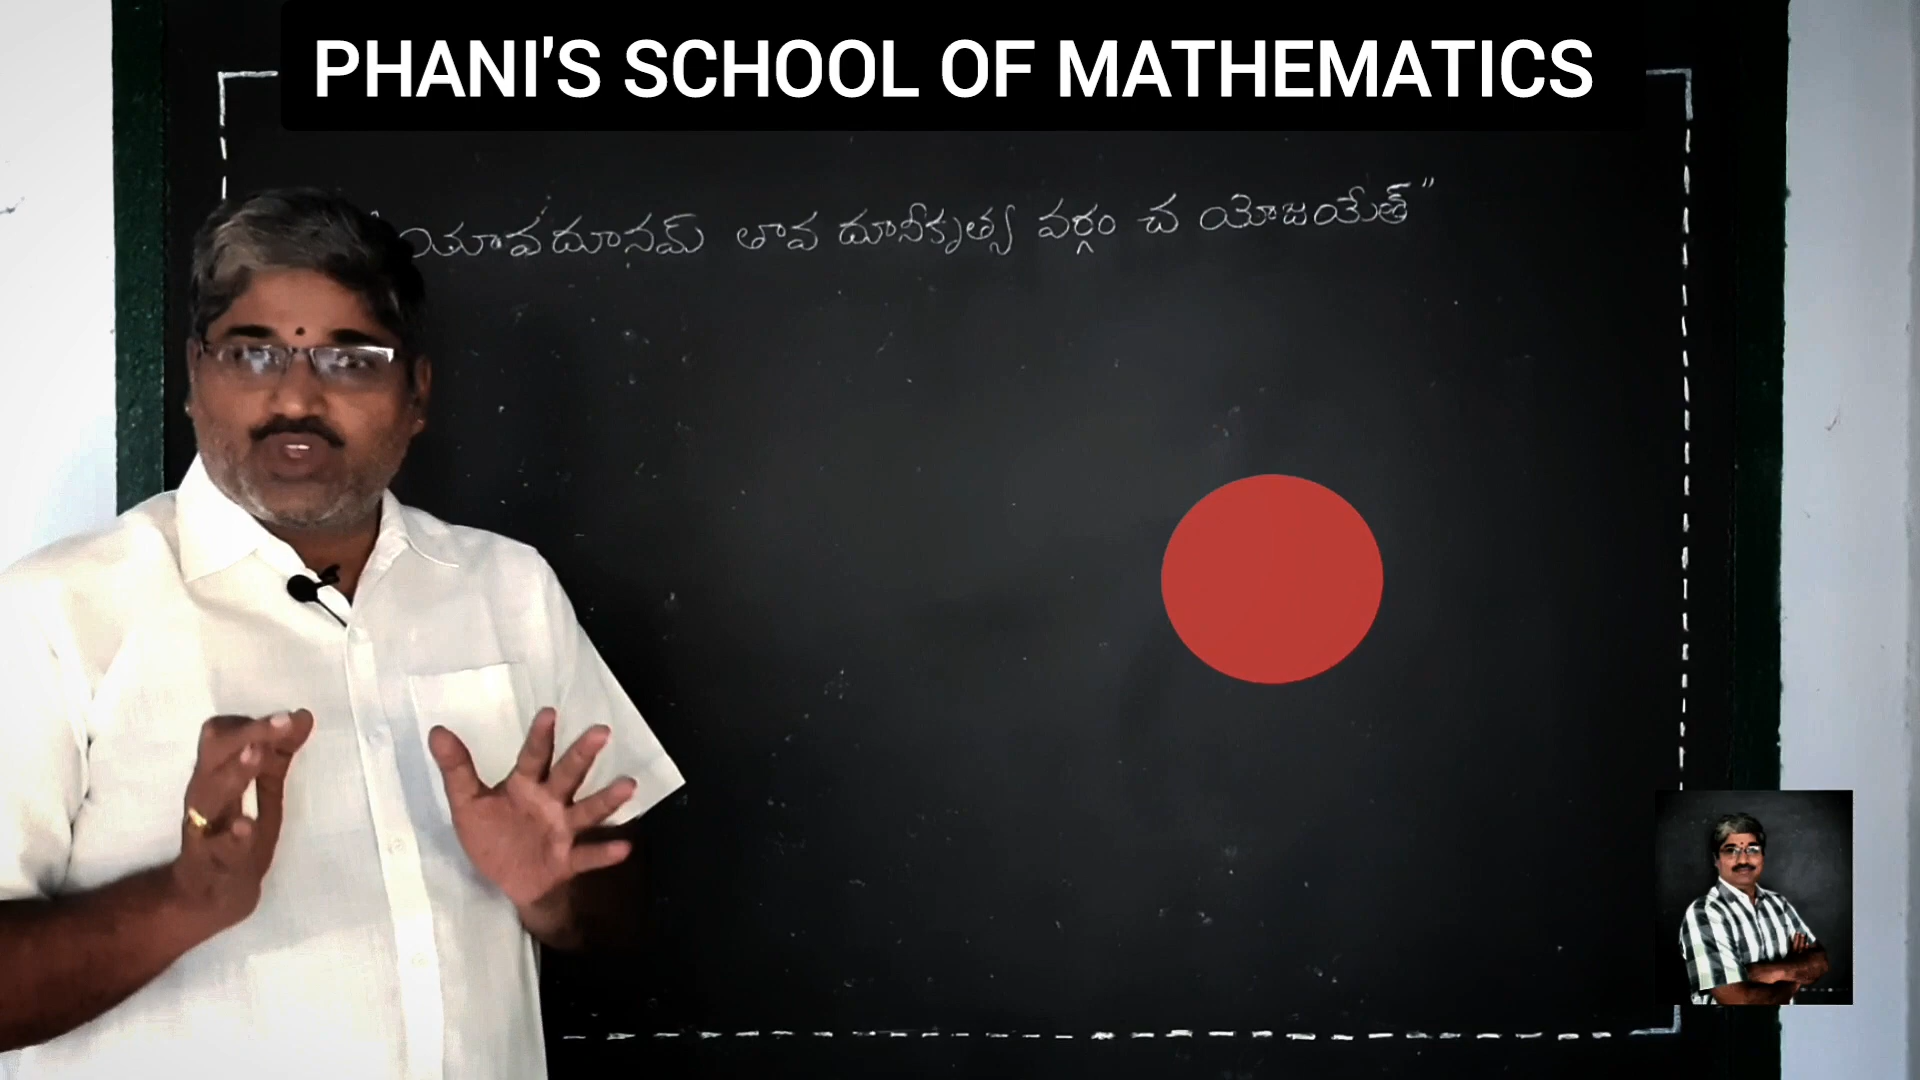 PHANI'S SCHOOL OF MATHEMATICS
యావదూనమ్ తావ దూనీకృత్య వర్గం చ యోజయేత్"